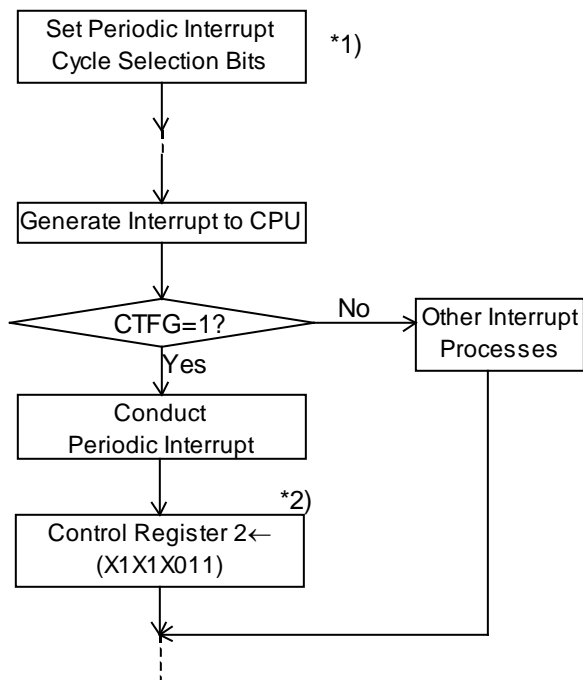 Set Periodic Interrupt
Cycle Selection Bits
*1)
Generate Interrupt to CPU
CTFG=1?
No
Other Interrupt
Processes
Yes
Conduct
Periodic Interrupt
*2)
Control Register 2←
(X1X1X011)